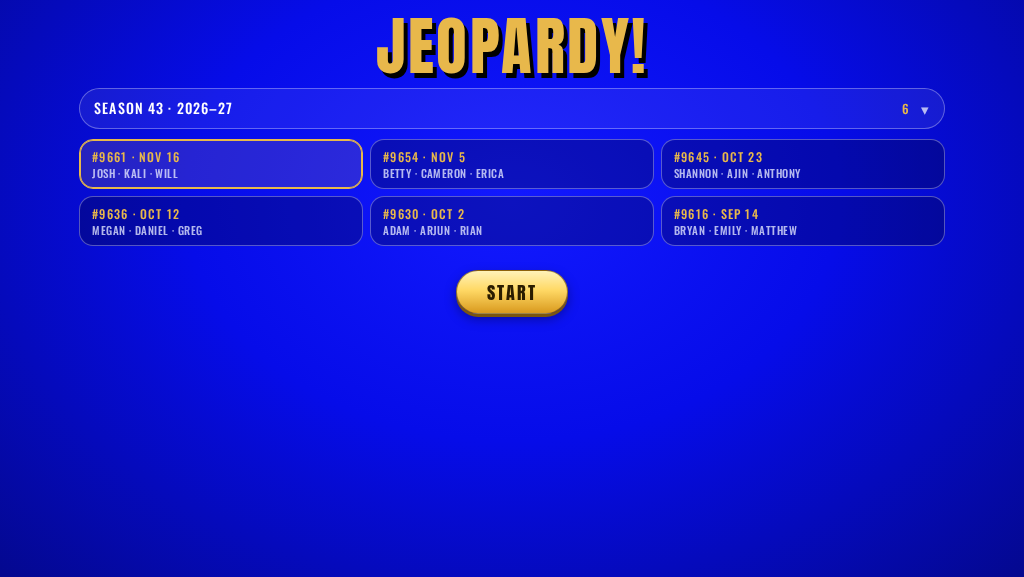 JEOPARDY!
SEASON 43 · 2026–27 6 ▼
#9661 · NOV 16
JOSH · KALI · WILL
#9654 · NOV 5
BETTY · CAMERON · ERICA
#9645 · OCT 23
SHANNON · AJIN · ANTHONY
#9636 · OCT 12
MEGAN · DANIEL · GREG
#9630 · OCT 2
ADAM · ARJUN · RIAN
#9616 · SEP 14
BRYAN · EMILY · MATTHEW
START